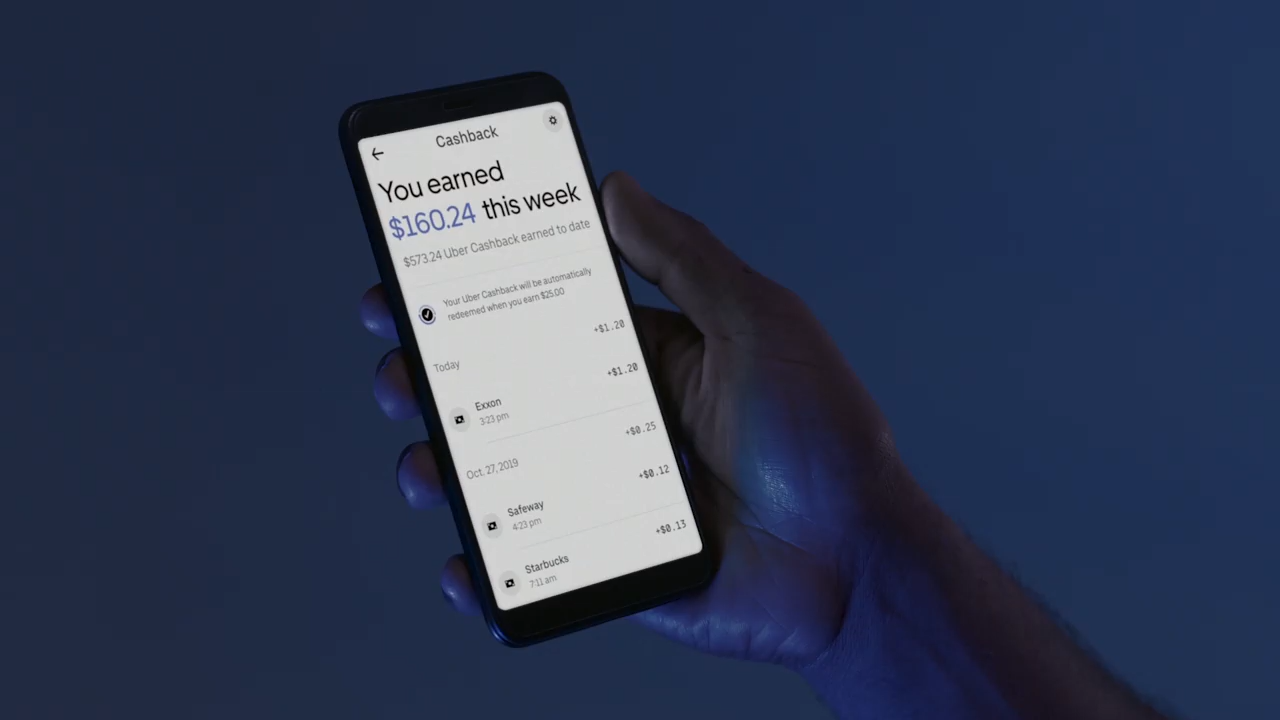 Cashback
You earned
$160.24 this week
$573.24 Uber Cashback earned to date
Your Uber Cashback will be automatically
redeemed when you earn $25.00
+$1.20
Today
+$1.20
Exxon
3:23 pm
+$0.25
Oct. 27, 2019
+$0.12
Safeway
4:23 pm
+$0.13
Starbucks
7:11 am